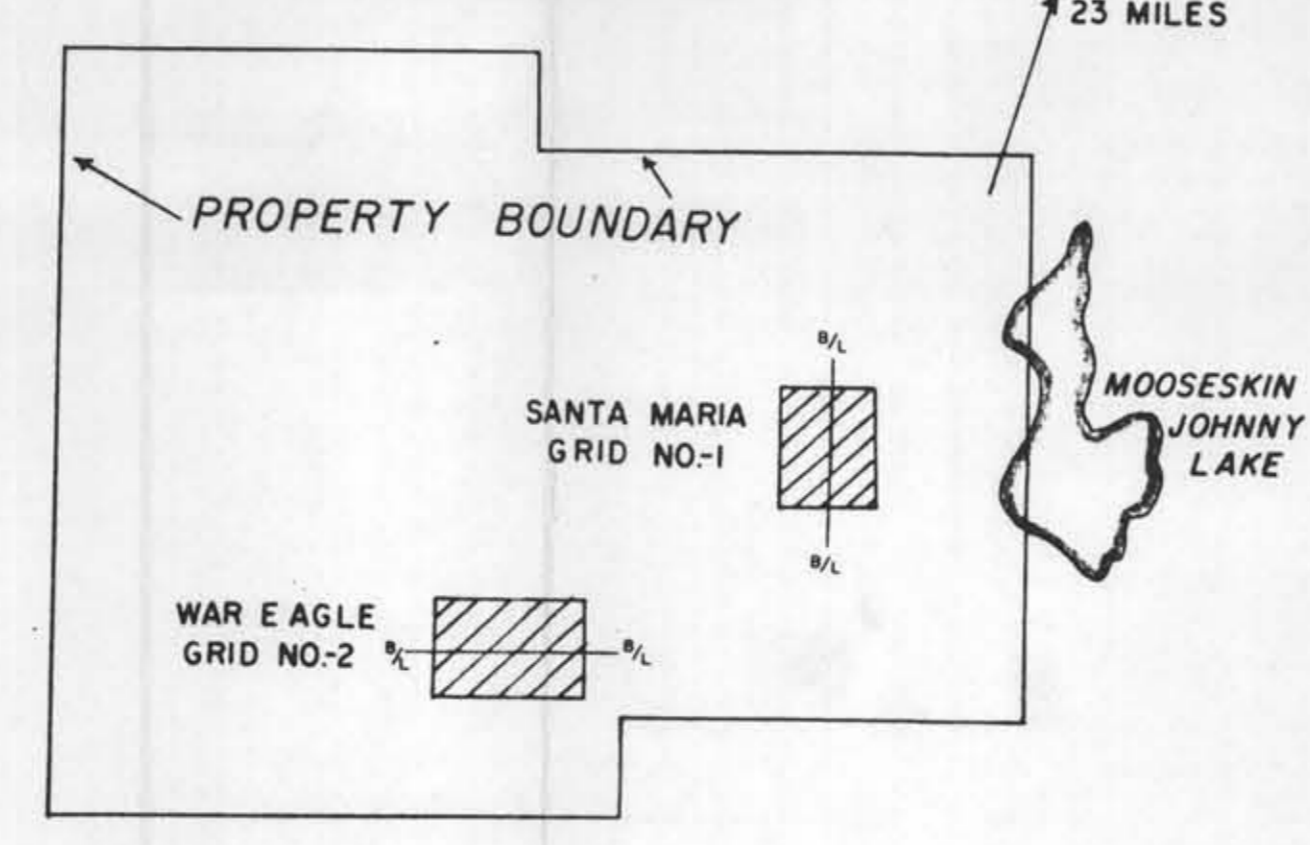 23 MILES
PROPERTY BOUNDARY
B/L
SANTA MARIA
GRID NO.-1
MOOSESKIN
JOHNNY
LAKE
B/L
WAR EAGLE
GRID NO.-2
B/L
B/L